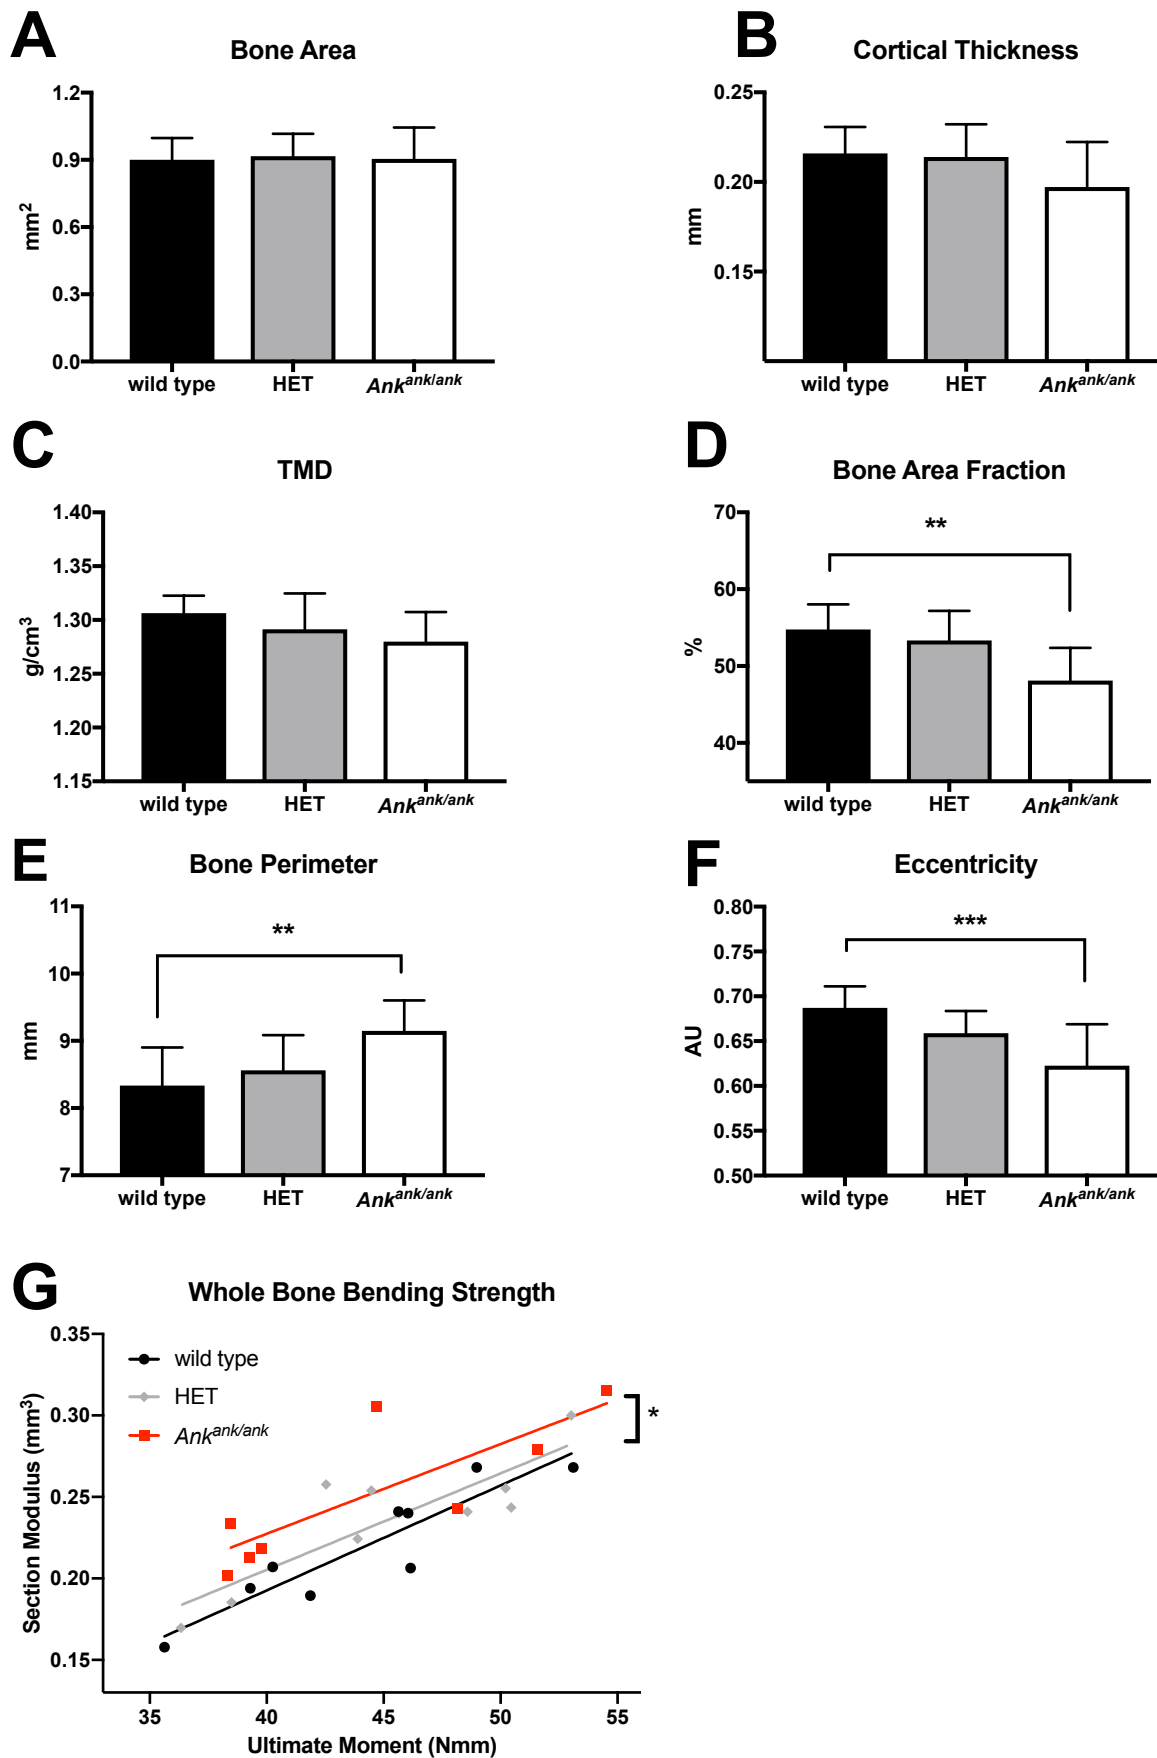 A
Bone Area
1.2
0.9
0.6
0.3
0.0
mm2
wild type HET Ankank/ank
B
Cortical Thickness
0.25
0.20
0.15
mm
wild type HET Ankank/ank
C
TMD
1.40
1.35
1.30
1.25
1.20
1.15
g/cm3
wild type HET Ankank/ank
D
Bone Area Fraction
70
60
50
40
%
**
wild type HET Ankank/ank
E
Bone Perimeter
11
10
9
8
7
mm
**
wild type HET Ankank/ank
F
Eccentricity
0.80
0.75
0.70
0.65
0.60
0.55
0.50
AU
***
wild type HET Ankank/ank
G
Whole Bone Bending Strength
0.35
0.30
0.25
0.20
0.15
Section Modulus (mm3)
wild type
HET
Ankank/ank
*
35 40 45 50 55
Ultimate Moment (Nmm)